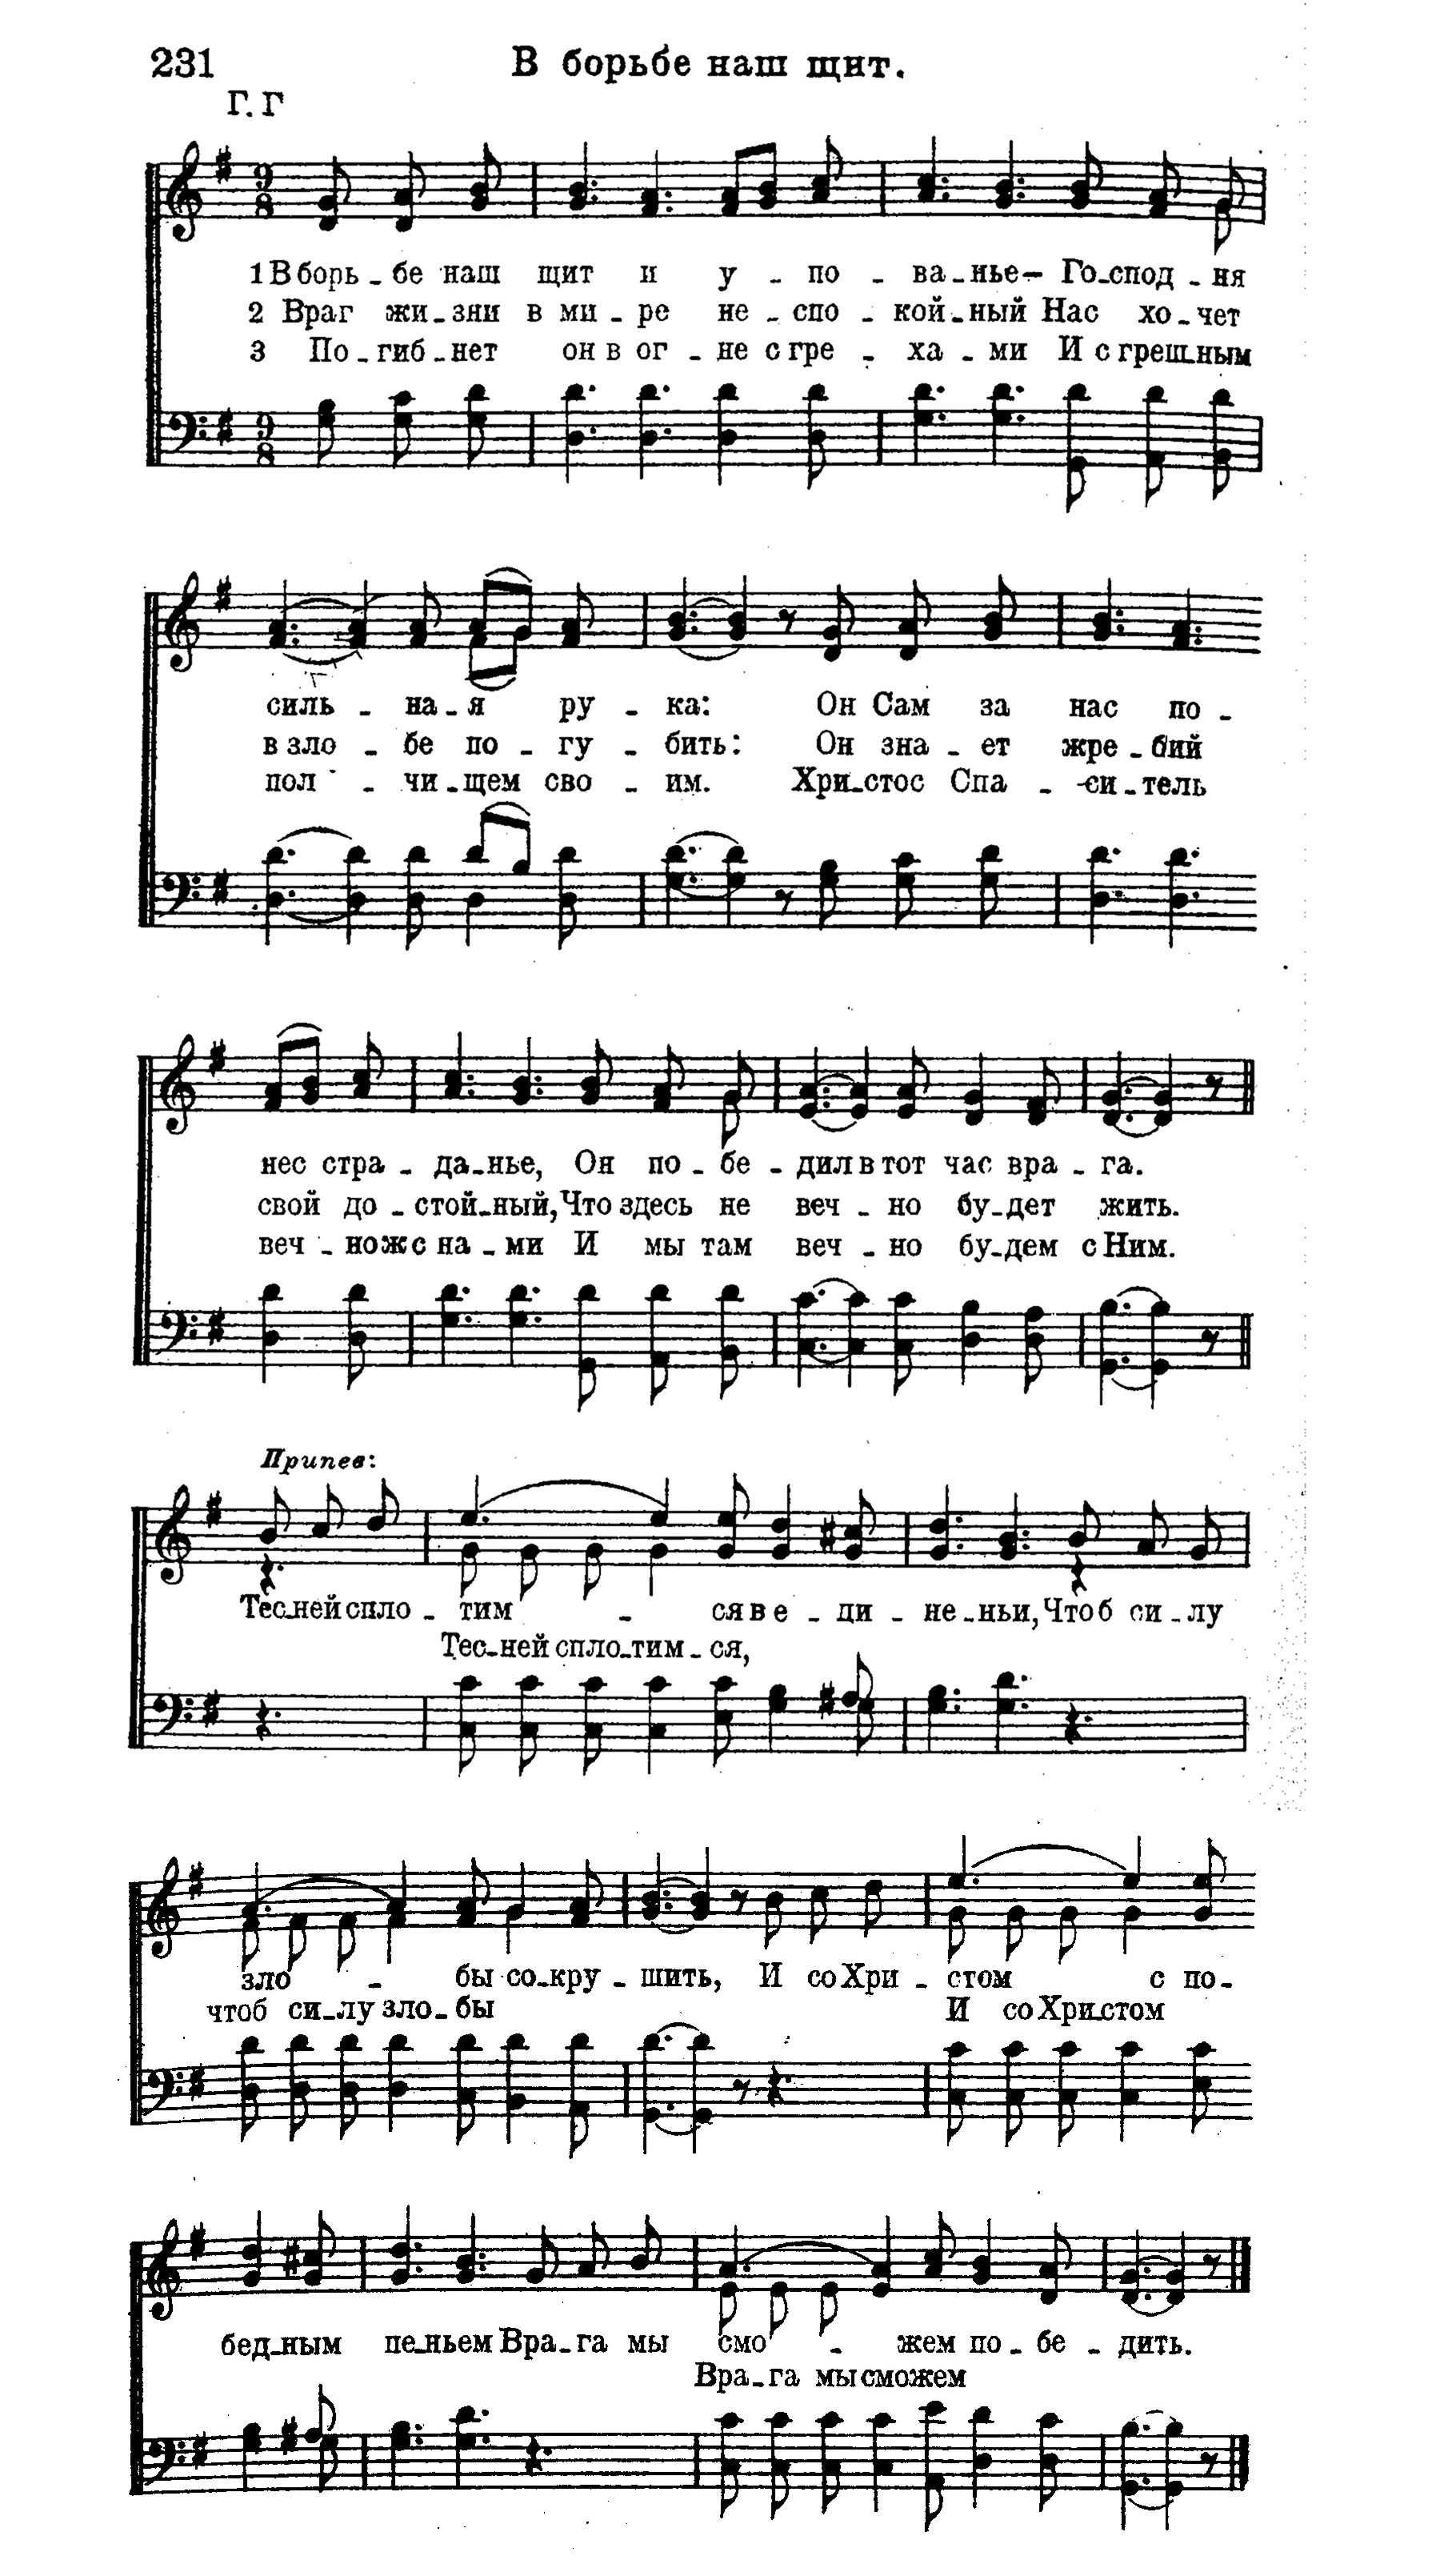 231 В борьбе наш щит.
Г. Г
9 8
1 В борь - бе наш щит и у - по - ва - нье — Го - спод - ня
2 Враг жи - зни в ми - ре не - спо - кой - ный Нас хо - чет
3 По - гиб - нет он в ог - не с гре - ха - ми И с греш - ным
9 8
силь - на - я ру - ка: Он Сам за нас по -
в зло - бе по - гу - бить: Он зна - ет жре - бий
пол - чи - щем сво - им. Хри - стос Спа - си - тель
нес стра - да - нье, Он по - бе - дил в тот час вра - га.
свой до - стой - ный, Что здесь не веч - но бу - дет жить.
веч - но ж с на - ми И мы там веч - но бу - дем с Ним.
Припев:
Тес - ней спло - тим - ся в е - ди - не - ньи, Чтоб си - лу
Тес - ней спло - тим - ся,
зло - бы со - кру - шить, И со Хри - стом с по -
чтоб си - лу зло - бы И со Хри - стом
бед - ным пе - ньем Вра - га мы смо - жем по - бе - дить.
Вра - га мы сможем